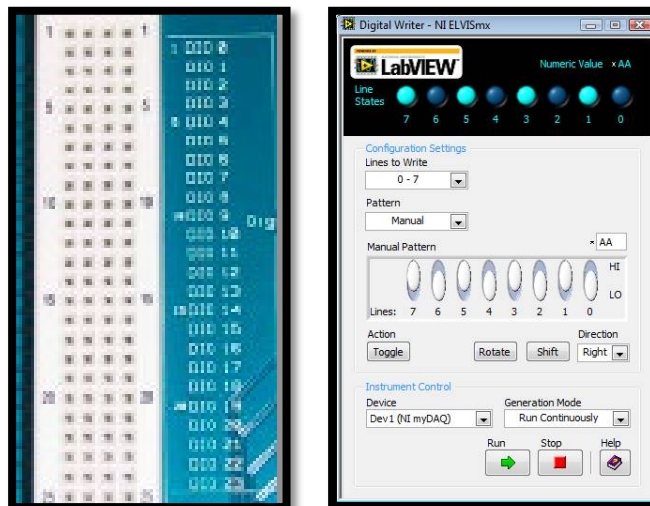 1 1
DIO 0
DIO 1
DIO 2
DIO 3
DIO 4
DIO 5
DIO 6
DIO 7
DIO 8
DIO 9
DIO 10
DIO 11
DIO 12
DIO 13
DIO 14
DIO 15
DIO 16
DIO 17
DIO 18
DIO 19
DIO 20
DIO 21
DIO 22
DIO 23
5 5
10 10
15 15
20 20
25 25
Dig
Digital Writer - NI ELVISmx
LabVIEW
Numeric Value × AA
Line
States
7 6 5 4 3 2 1 0
Configuration Settings
Lines to Write
0 - 7
Pattern
Manual
Manual Pattern × AA
HI
LO
Lines: 7 6 5 4 3 2 1 0
Action Direction
Toggle Rotate Shift Right
Instrument Control
Device Generation Mode
Dev1 (NI myDAQ) Run Continuously
Run Stop Help